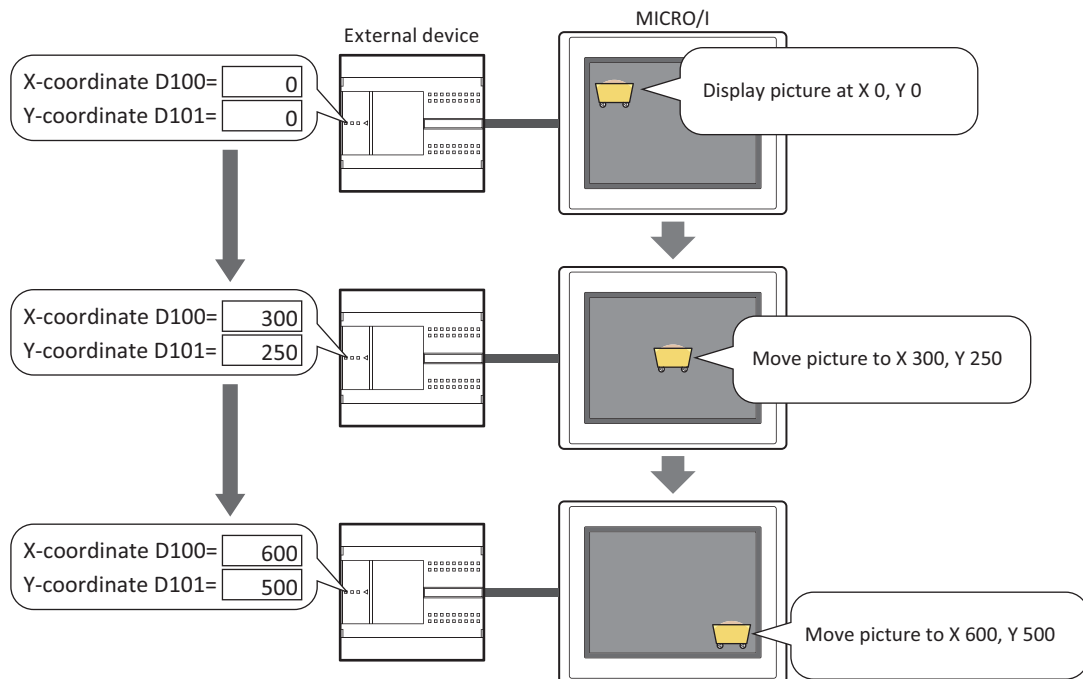 External device
MICRO/I
X-coordinate D100= 0
Y-coordinate D101= 0
Display picture at X 0, Y 0
X-coordinate D100= 300
Y-coordinate D101= 250
Move picture to X 300, Y 250
X-coordinate D100= 600
Y-coordinate D101= 500
Move picture to X 600, Y 500